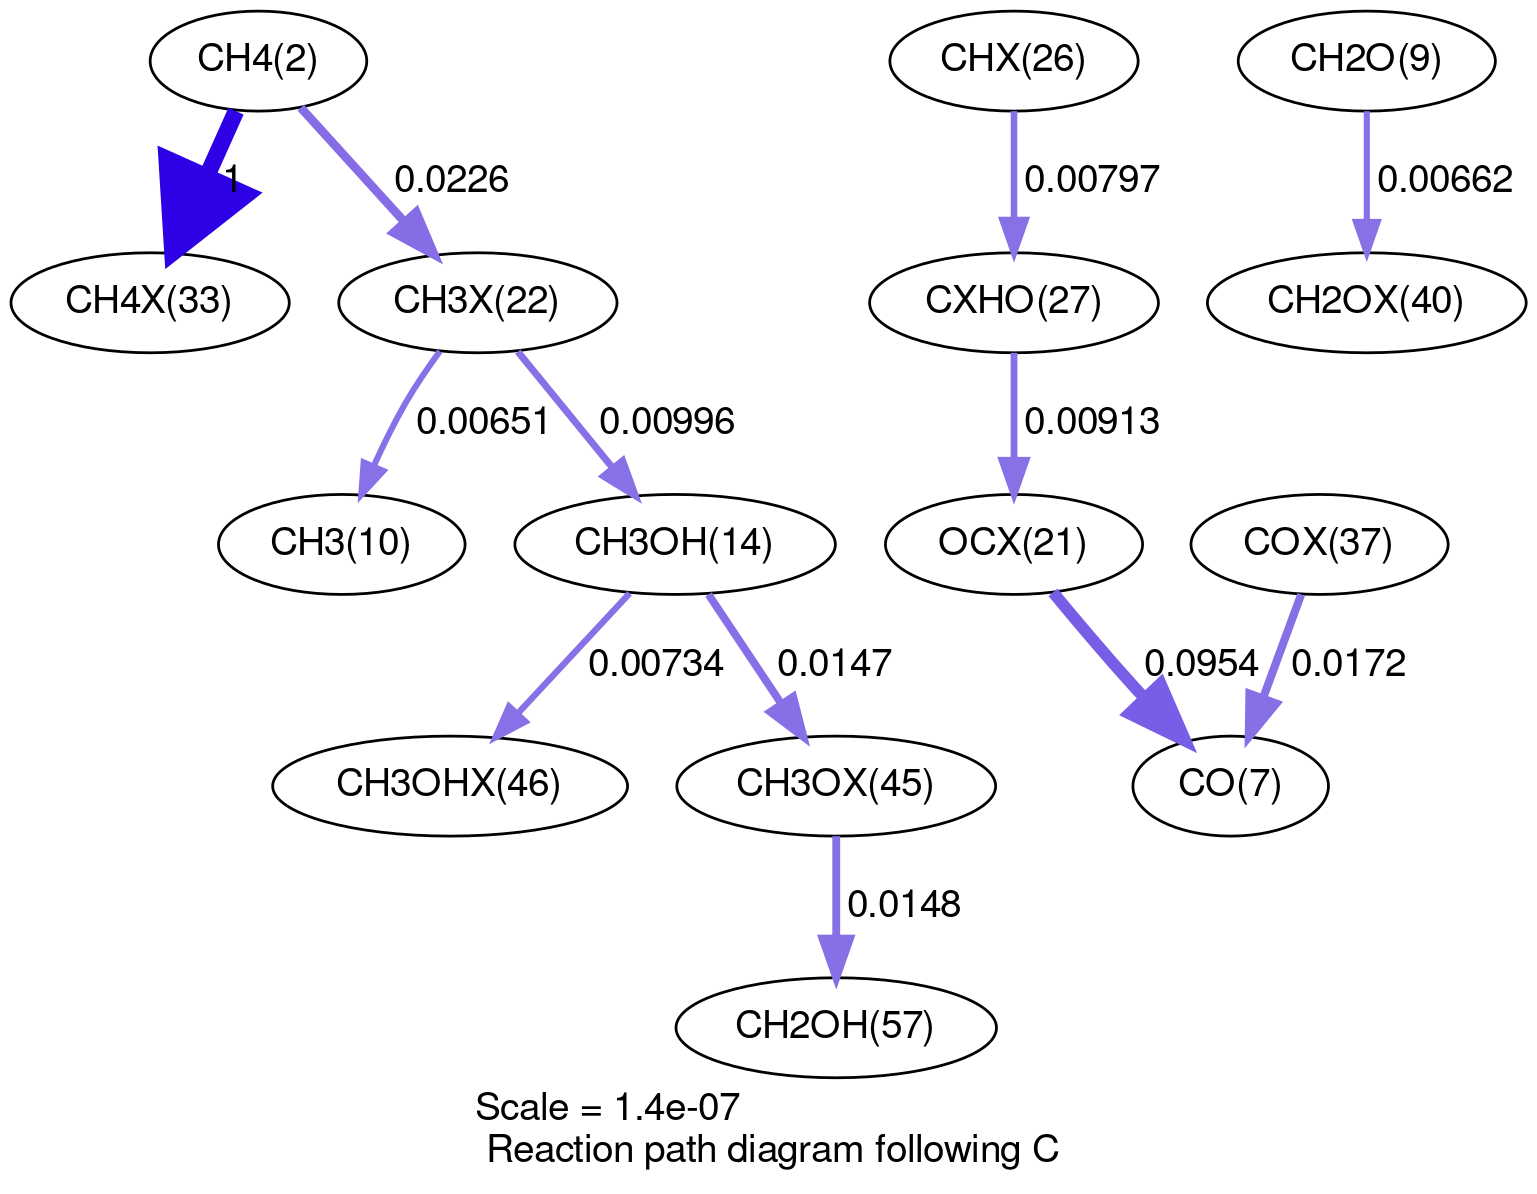 CH4(2)
CHX(26)
CH2O(9)
1
0.0226
0.00797
0.00662
CH4X(33)
CH3X(22)
CXHO(27)
CH2OX(40)
0.00651
0.00996
0.00913
CH3(10)
CH3OH(14)
OCX(21)
COX(37)
0.00734
0.0147
0.0954
0.0172
CH3OHX(46)
CH3OX(45)
CO(7)
0.0148
CH2OH(57)
Scale = 1.4e-07
Reaction path diagram following C